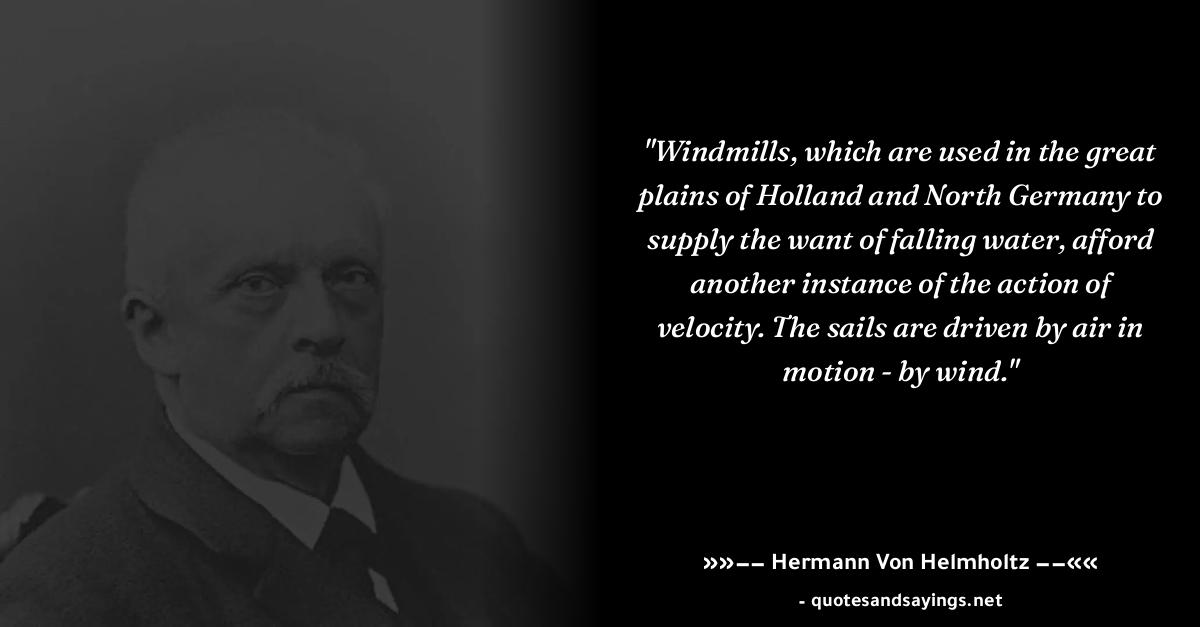 "Windmills, which are used in the great
plains of Holland and North Germany to
supply the want of falling water, afford
another instance of the action of
velocity. The sails are driven by air in
motion - by wind."
»»–– Hermann Von Helmholtz ––««
- quotesandsayings.net